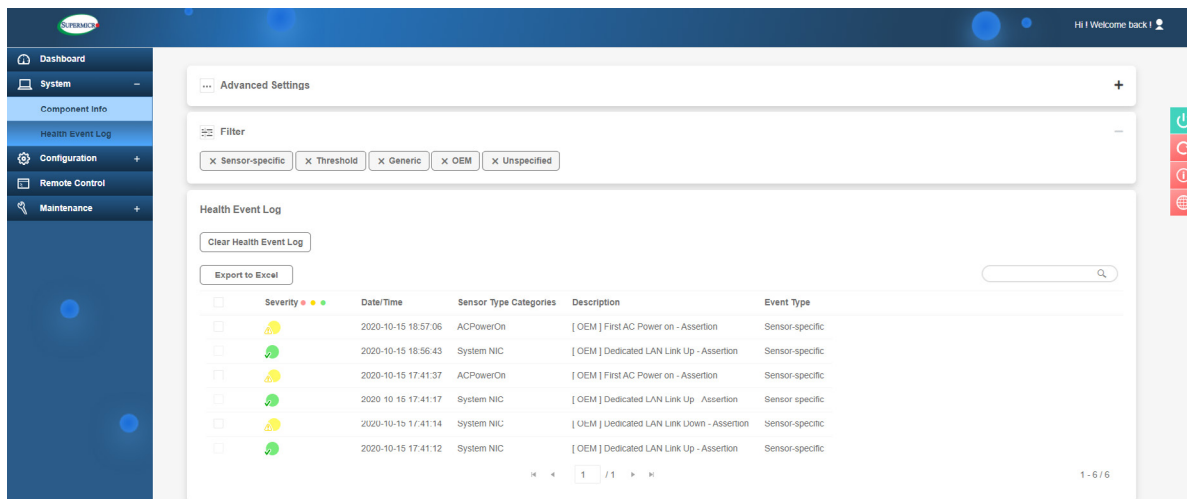 SUPERMICR
Hi ! Welcome back !
Dashboard
System −
Component Info
Health Event Log
Configuration +
Remote Control
Maintenance +
... Advanced Settings +
Filter −
× Sensor-specific × Threshold × Generic × OEM × Unspecified
Health Event Log
Clear Health Event Log
Export to Excel
Severity Date/Time Sensor Type Categories Description Event Type
2020-10-15 18:57:06 ACPowerOn [ OEM ] First AC Power on - Assertion Sensor-specific
2020-10-15 18:56:43 System NIC [ OEM ] Dedicated LAN Link Up - Assertion Sensor-specific
2020-10-15 17:41:37 ACPowerOn [ OEM ] First AC Power on - Assertion Sensor-specific
2020-10-15 17:41:17 System NIC [ OEM ] Dedicated LAN Link Up - Assertion Sensor-specific
2020-10-15 17:41:14 System NIC [ OEM ] Dedicated LAN Link Down - Assertion Sensor-specific
2020-10-15 17:41:12 System NIC [ OEM ] Dedicated LAN Link Up - Assertion Sensor-specific
1 / 1 1 - 6 / 6